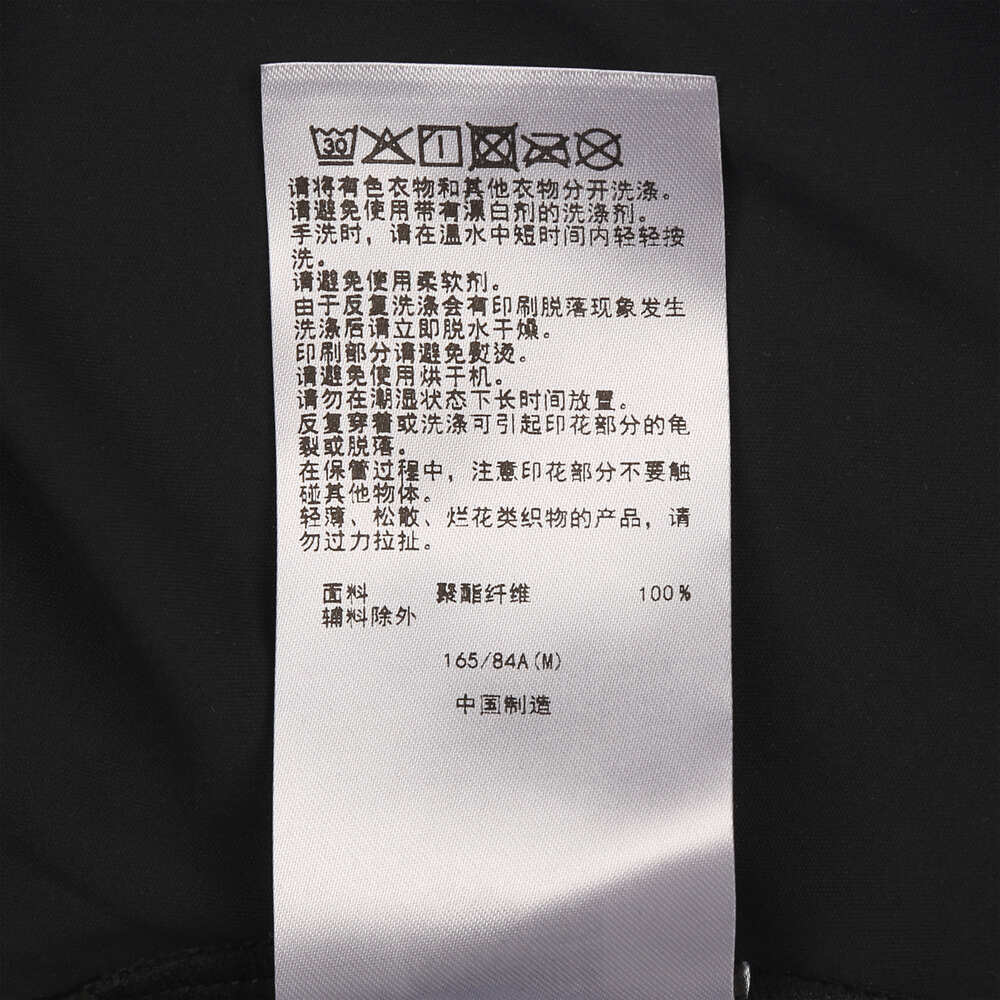 30
请将有色衣物和其他衣物分开洗涤。
请避免使用带有漂白剂的洗涤剂。
手洗时，请在温水中短时间内轻轻按
洗。
请避免使用柔软剂。
由于反复洗涤会有印刷脱落现象发生
洗涤后请立即脱水干燥。
印刷部分请避免熨烫。
请避免使用烘干机。
请勿在潮湿状态下长时间放置。
反复穿着或洗涤可引起印花部分的龟
裂或脱落。
在保管过程中，注意印花部分不要触
碰其他物体。
轻薄、松散、烂花类织物的产品，请
勿过力拉扯。
面料 聚酯纤维 100%
辅料除外
165/84A(M)
中国制造